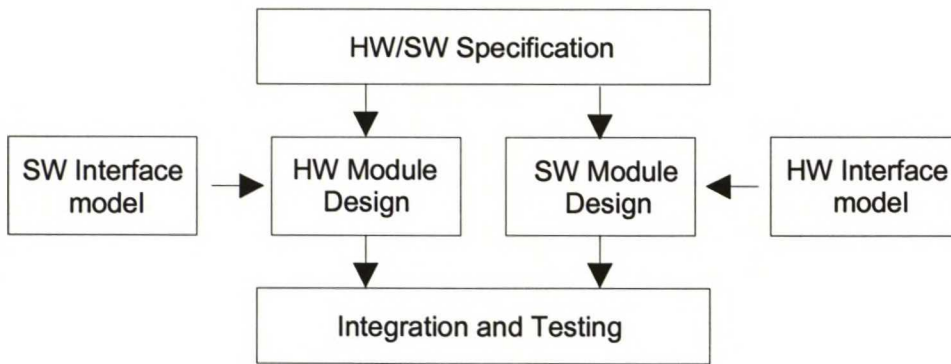 HW/SW Specification
SW Interface
model
HW Module
Design
SW Module
Design
HW Interface
model
Integration and Testing